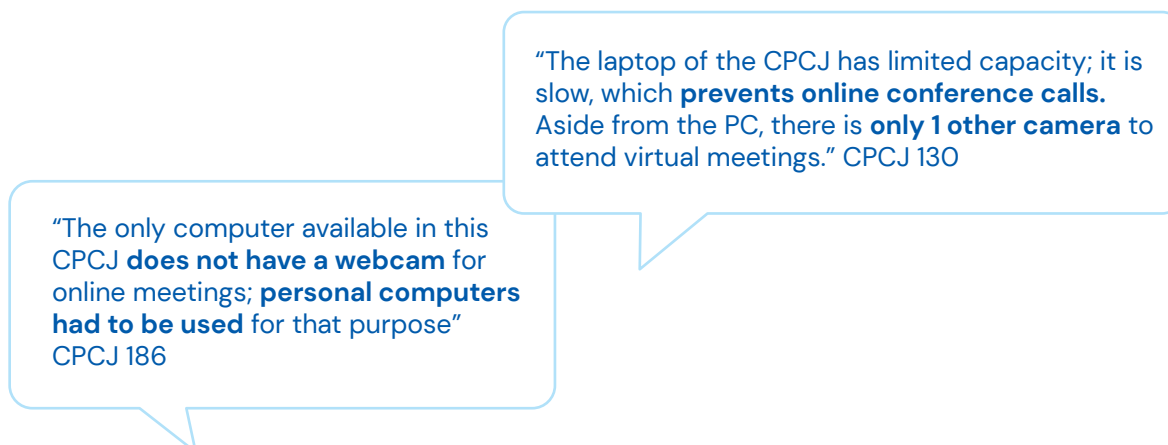 “The laptop of the CPCJ has limited capacity; it is
slow, which prevents online conference calls.
Aside from the PC, there is only 1 other camera to
attend virtual meetings.” CPCJ 130
“The only computer available in this
CPCJ does not have a webcam for
online meetings; personal computers
had to be used for that purpose”
CPCJ 186